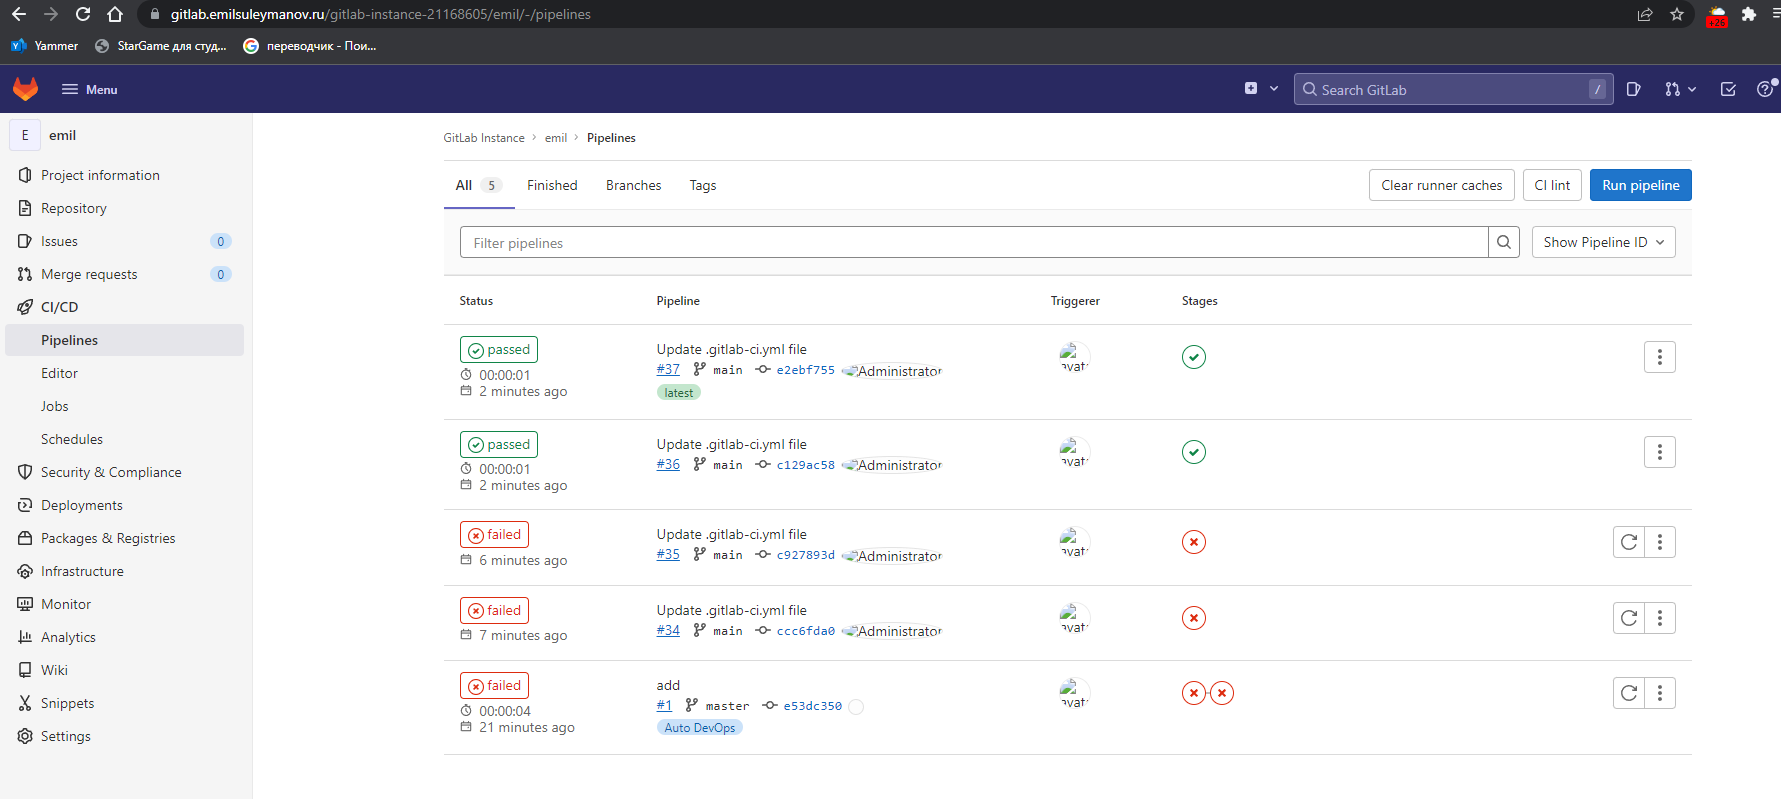 gitlab.emilsuleymanov.ru/gitlab-instance-21168605/emil/-/pipelines
+26
Yammer StarGame для студ... переводчик - Пои...
Menu
Search GitLab /
E emil
Project information
Repository
Issues 0
Merge requests 0
CI/CD
Pipelines
Editor
Jobs
Schedules
Security & Compliance
Deployments
Packages & Registries
Infrastructure
Monitor
Analytics
Wiki
Snippets
Settings
GitLab Instance > emil > Pipelines
All 5 Finished Branches Tags
Clear runner caches CI lint Run pipeline
Filter pipelines Show Pipeline ID
Status Pipeline Triggerer Stages
passed
00:00:01
2 minutes ago
Update .gitlab-ci.yml file
#37 main e2ebf755 Administrator
latest
avata
passed
00:00:01
2 minutes ago
Update .gitlab-ci.yml file
#36 main c129ac58 Administrator
avata
failed
6 minutes ago
Update .gitlab-ci.yml file
#35 main c927893d Administrator
avata
failed
7 minutes ago
Update .gitlab-ci.yml file
#34 main ccc6fda0 Administrator
avata
failed
00:00:04
21 minutes ago
add
#1 master e53dc350
Auto DevOps
avata